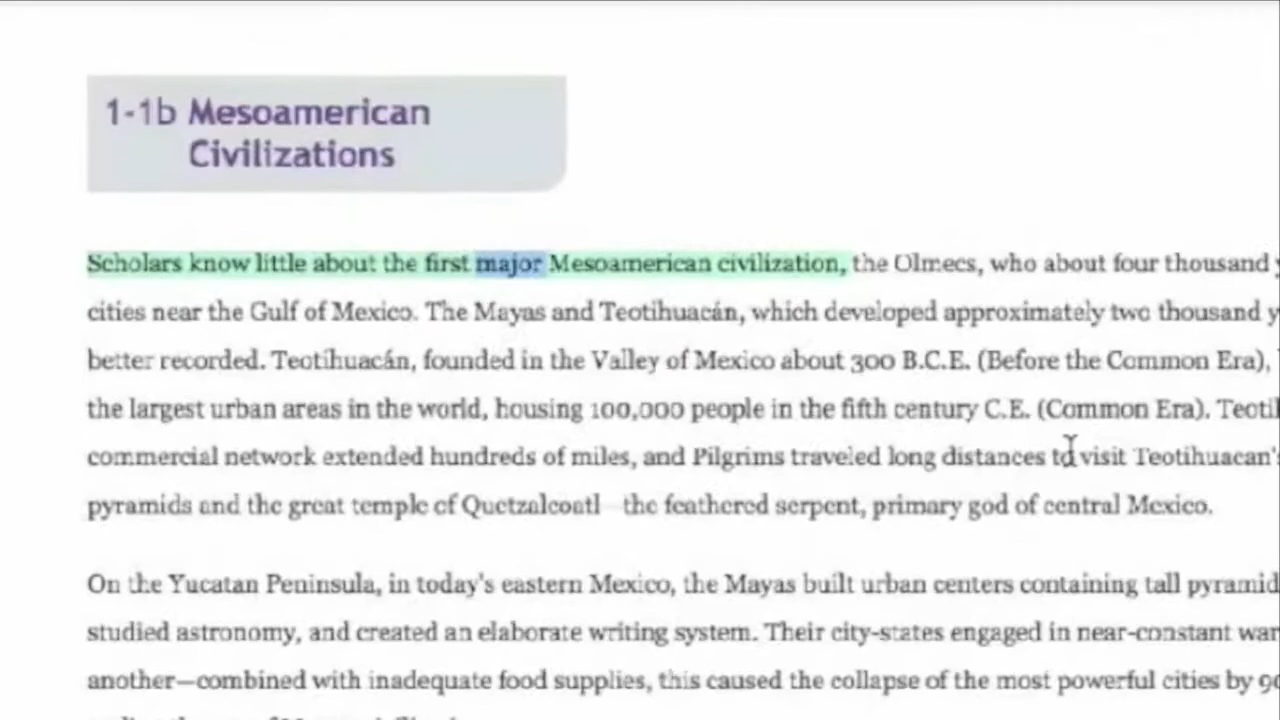 1-1b Mesoamerican
Civilizations
Scholars know little about the first major Mesoamerican civilization, the Olmecs, who about four thousand
cities near the Gulf of Mexico. The Mayas and Teotihuacán, which developed approximately two thousand y
better recorded. Teotihuacán, founded in the Valley of Mexico about 300 B.C.E. (Before the Common Era),
the largest urban areas in the world, housing 100,000 people in the fifth century C.E. (Common Era). Teoti
commercial network extended hundreds of miles, and Pilgrims traveled long distances to visit Teotihuacan's
pyramids and the great temple of Quetzalcoatl—the feathered serpent, primary god of central Mexico.
On the Yucatan Peninsula, in today's eastern Mexico, the Mayas built urban centers containing tall pyramid
studied astronomy, and created an elaborate writing system. Their city-states engaged in near-constant war
another—combined with inadequate food supplies, this caused the collapse of the most powerful cities by 90